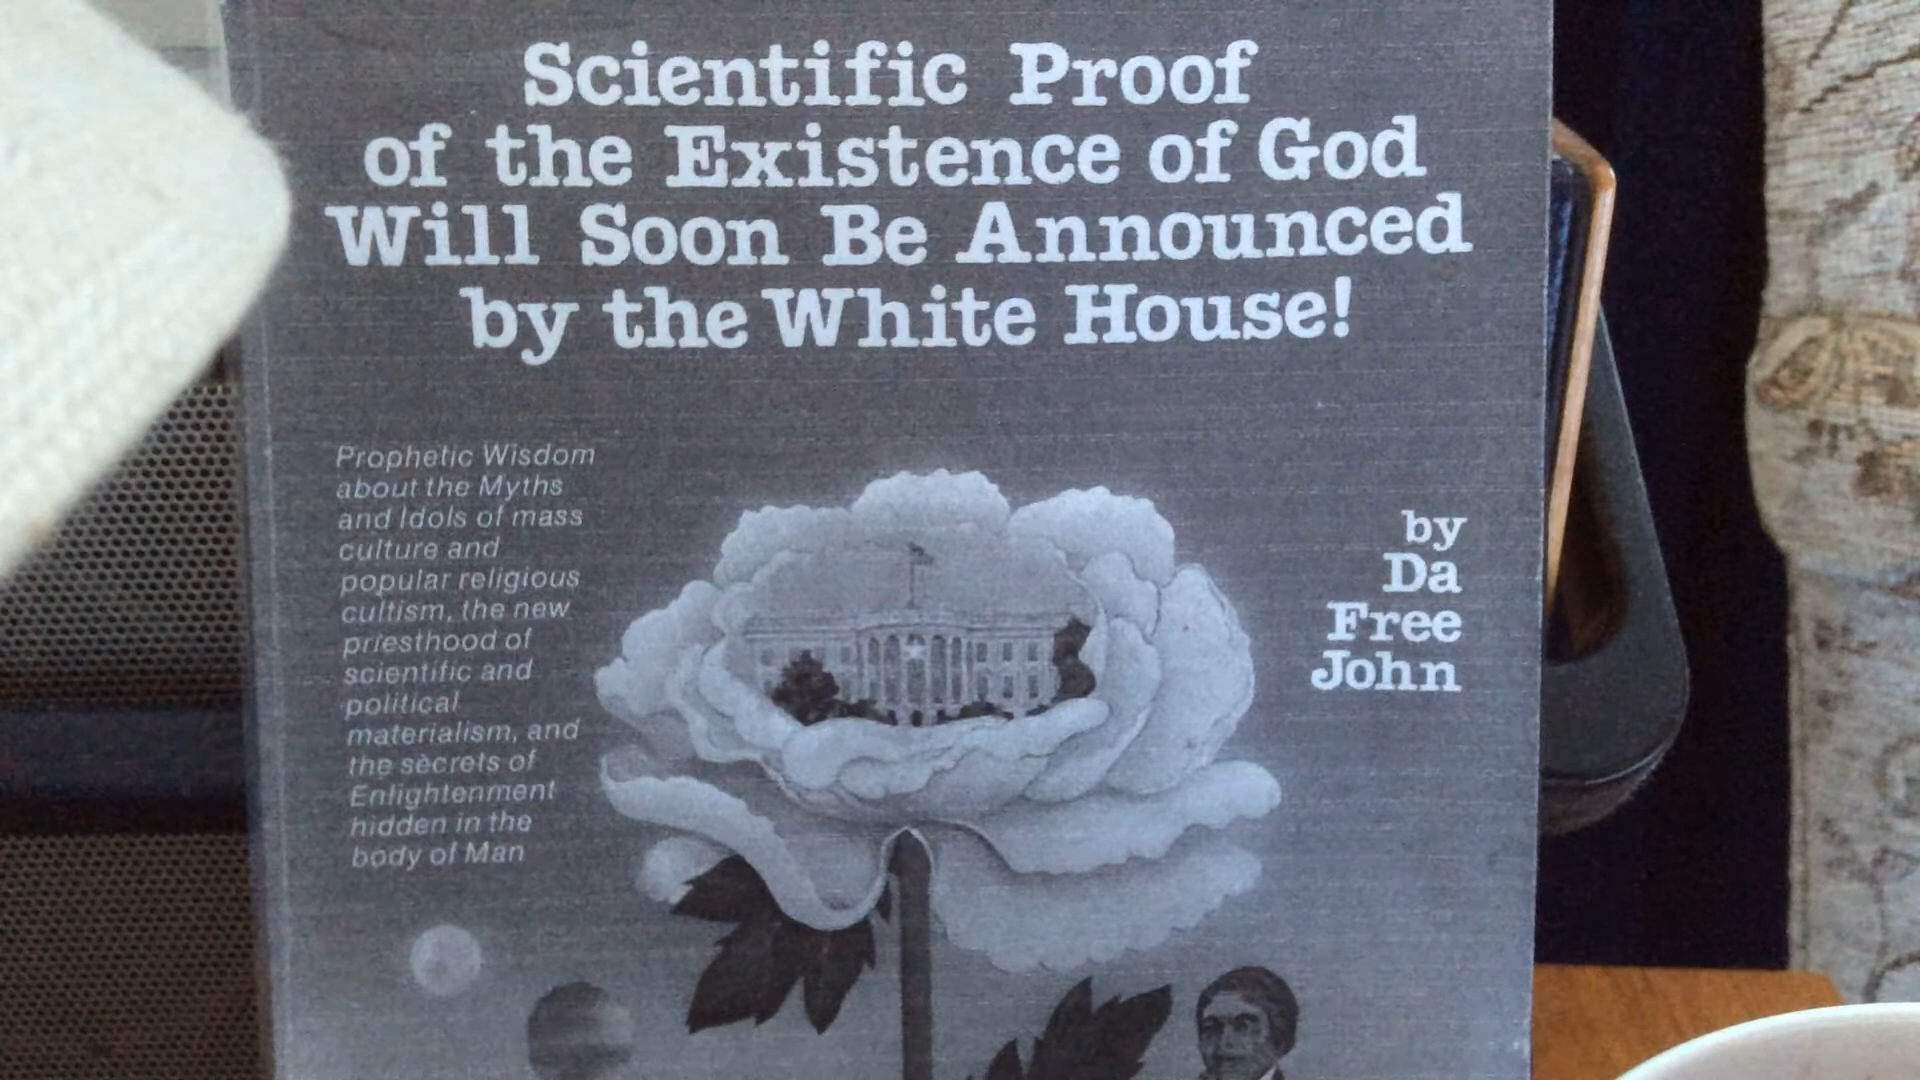 Scientific Proof
of the Existence of God
Will Soon Be Announced
by the White House!
Prophetic Wisdom
about the Myths
and Idols of mass
culture and
popular religious
cultism, the new
priesthood of
scientific and
political
materialism, and
the secrets of
Enlightenment
hidden in the
body of Man
by
Da
Free
John